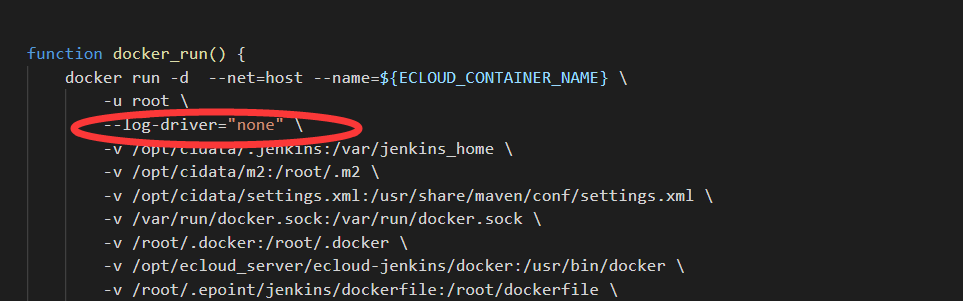 function docker_run() {
docker run -d  --net=host --name=${ECLOUD_CONTAINER_NAME} \
-u root \
--log-driver="none" \
-v /opt/cidata/.jenkins:/var/jenkins_home \
-v /opt/cidata/m2:/root/.m2 \
-v /opt/cidata/settings.xml:/usr/share/maven/conf/settings.xml \
-v /var/run/docker.sock:/var/run/docker.sock \
-v /root/.docker:/root/.docker \
-v /opt/ecloud_server/ecloud-jenkins/docker:/usr/bin/docker \
-v /root/.epoint/jenkins/dockerfile:/root/dockerfile \